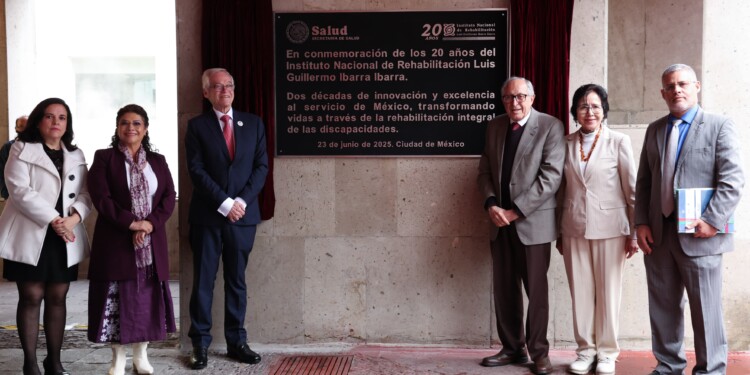 Salud
SECRETARÍA DE SALUD
20
AÑOS
Instituto Nacional
de Rehabilitación
En conmemoración de los 20 años del
Instituto Nacional de Rehabilitación Luis
Guillermo Ibarra Ibarra.
Dos décadas de innovación y excelencia
al servicio de México, transformando
vidas a través de la rehabilitación integral
de las discapacidades.
23 de junio de 2025, Ciudad de México